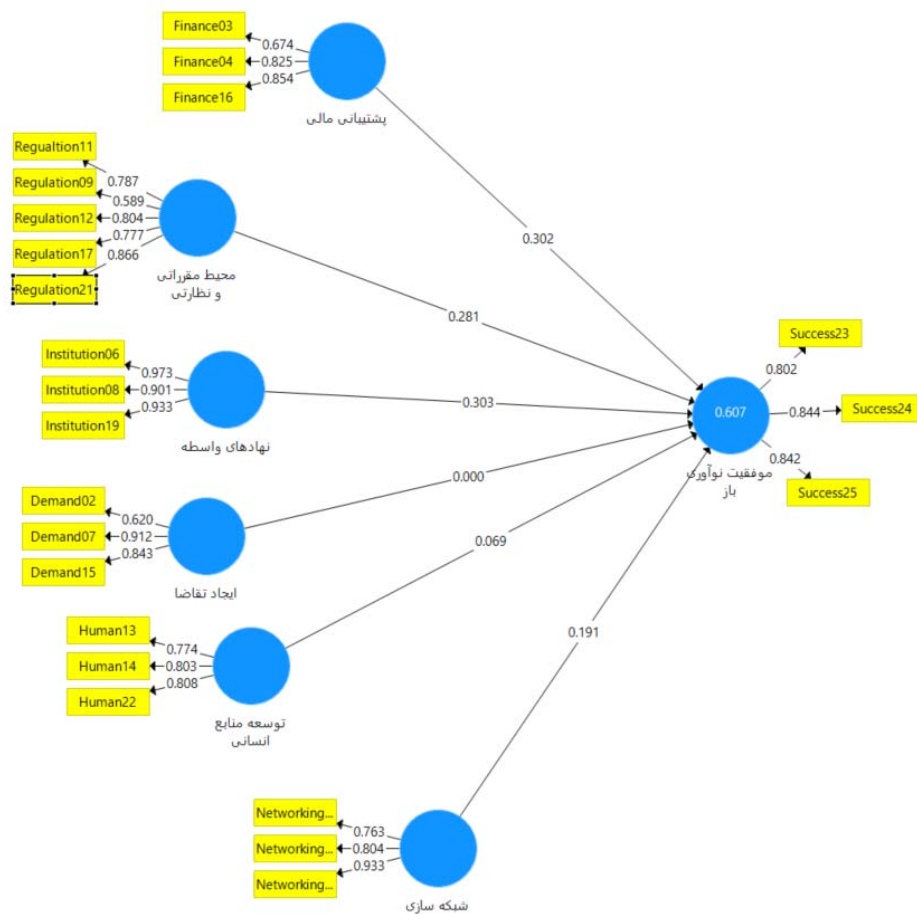 Finance03
0.674
Finance04
0.825
Finance16
0.854
پشتیبانی مالی
0.302
Regualtion11
0.787
Regulation09
0.589
Regulation12
0.804
Regulation17
0.777
Regulation21
0.866
محیط مقرراتی
و نظارتی
0.281
Institution06
0.973
Institution08
0.901
Institution19
0.933
نهادهای واسطه
0.303
Demand02
0.620
Demand07
0.912
Demand15
0.843
ایجاد تقاضا
0.000
Human13
0.774
Human14
0.803
Human22
0.808
توسعه منابع
انسانی
0.069
Networking...
0.763
Networking...
0.804
Networking...
0.933
شبکه سازی
0.191
0.607
موفقیت نوآوری
باز
Success23
0.802
Success24
0.844
Success25
0.842